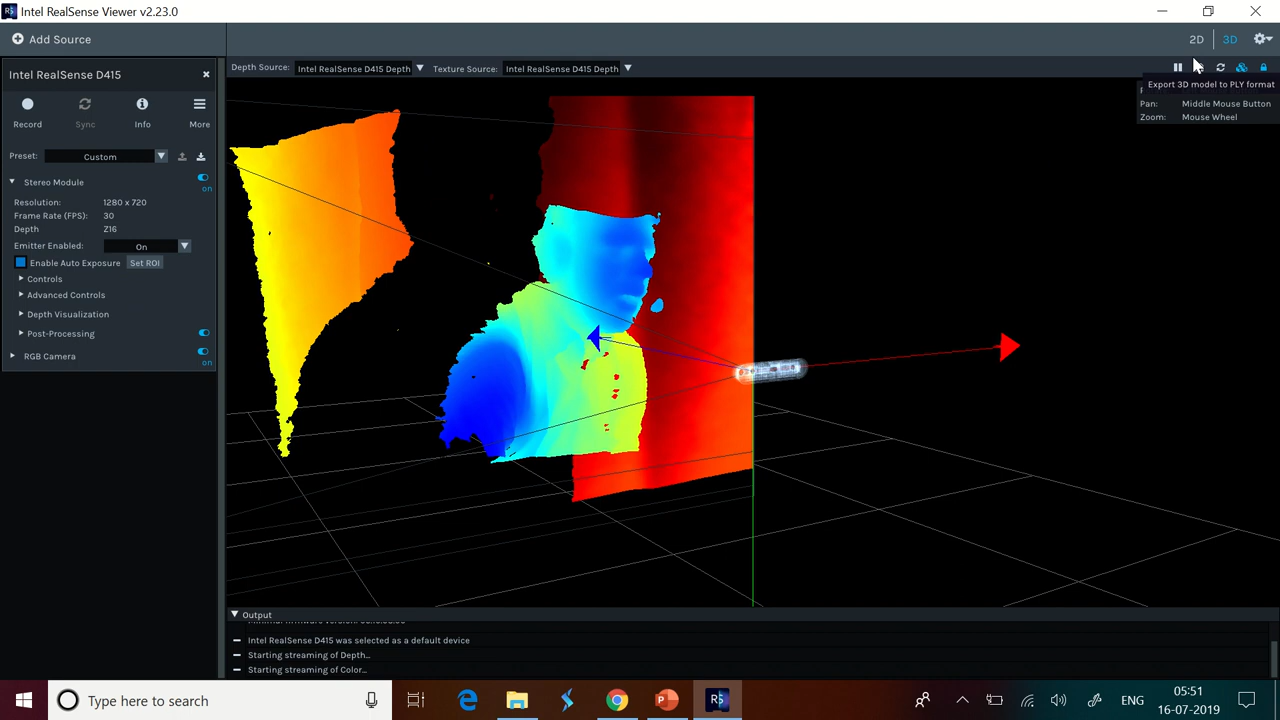 Intel RealSense Viewer v2.23.0
Add Source
2D
3D
Intel RealSense D415
Depth Source:
Intel RealSense D415 Depth
Texture Source:
Intel RealSense D415 Depth
Export 3D model to PLY format
Pan: Middle Mouse Button
Zoom: Mouse Wheel
Record
Sync
Info
More
Preset:
Custom
Stereo Module
on
Resolution: 1280 x 720
Frame Rate (FPS): 30
Depth Z16
Emitter Enabled: On
Enable Auto Exposure
Set ROI
Controls
Advanced Controls
Depth Visualization
Post-Processing
RGB Camera
on
Output
Intel RealSense D415 was selected as a default device
Starting streaming of Depth...
Starting streaming of Color...
Type here to search
RS
ENG
05:51
16-07-2019